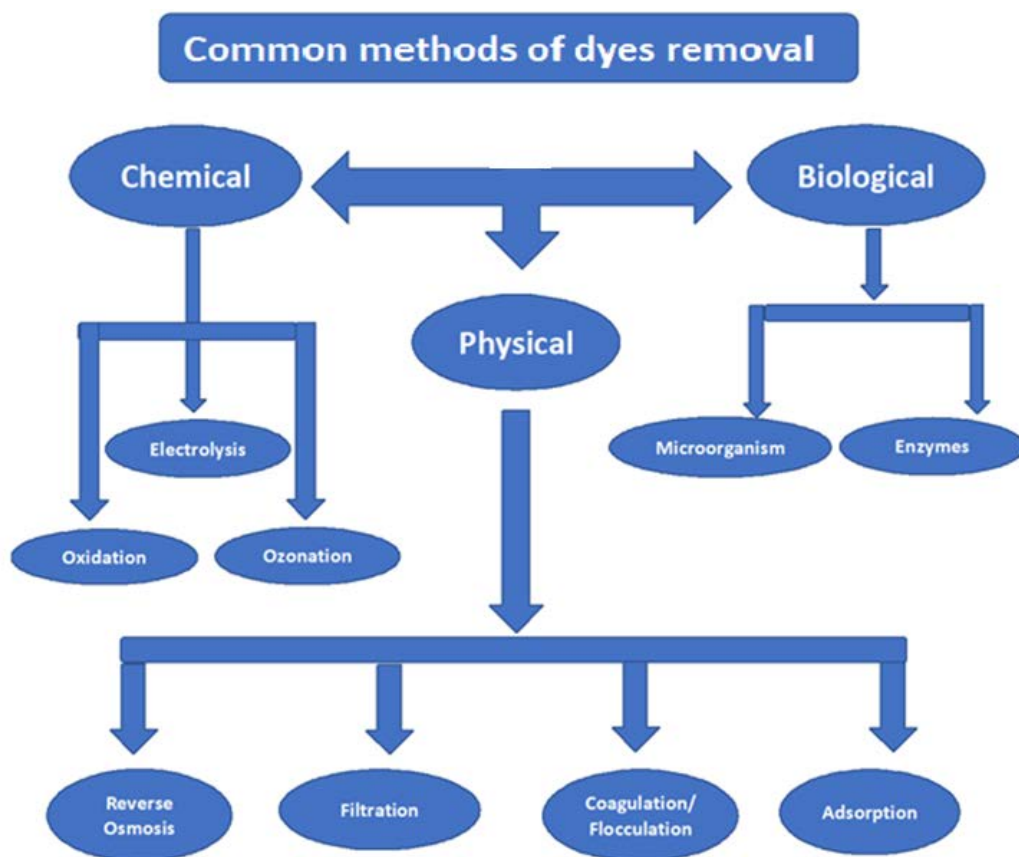 Common methods of dyes removal
Chemical
Biological
Physical
Electrolysis
Microorganism
Enzymes
Oxidation
Ozonation
Reverse
Osmosis
Filtration
Coagulation/
Flocculation
Adsorption